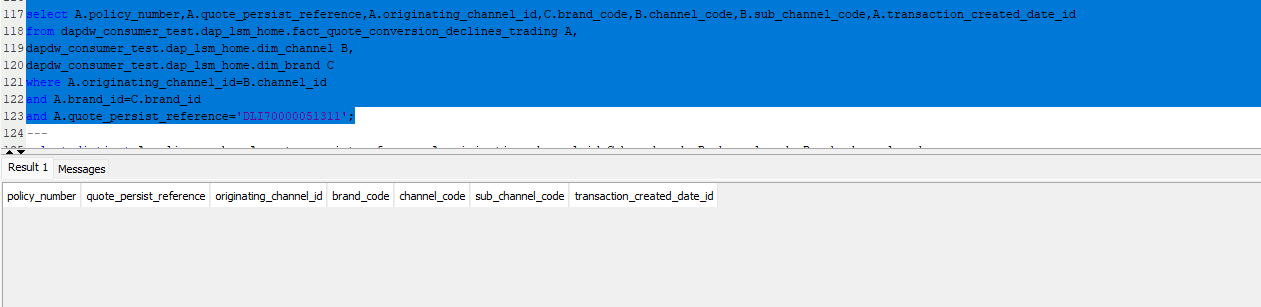 117 select A.policy_number,A.quote_persist_reference,A.originating_channel_id,C.brand_code,B.channel_code,B.sub_channel_code,A.transaction_created_date_id
118 from dapdw_consumer_test.dap_lsm_home.fact_quote_conversion_declines_trading A,
119 dapdw_consumer_test.dap_lsm_home.dim_channel B,
120 dapdw_consumer_test.dap_lsm_home.dim_brand C
121 where A.originating_channel_id=B.channel_id
122 and A.brand_id=C.brand_id
123 and A.quote_persist_reference='DLI70000051311';
124 ---
Result 1 Messages
policy_number quote_persist_reference originating_channel_id brand_code channel_code sub_channel_code transaction_created_date_id